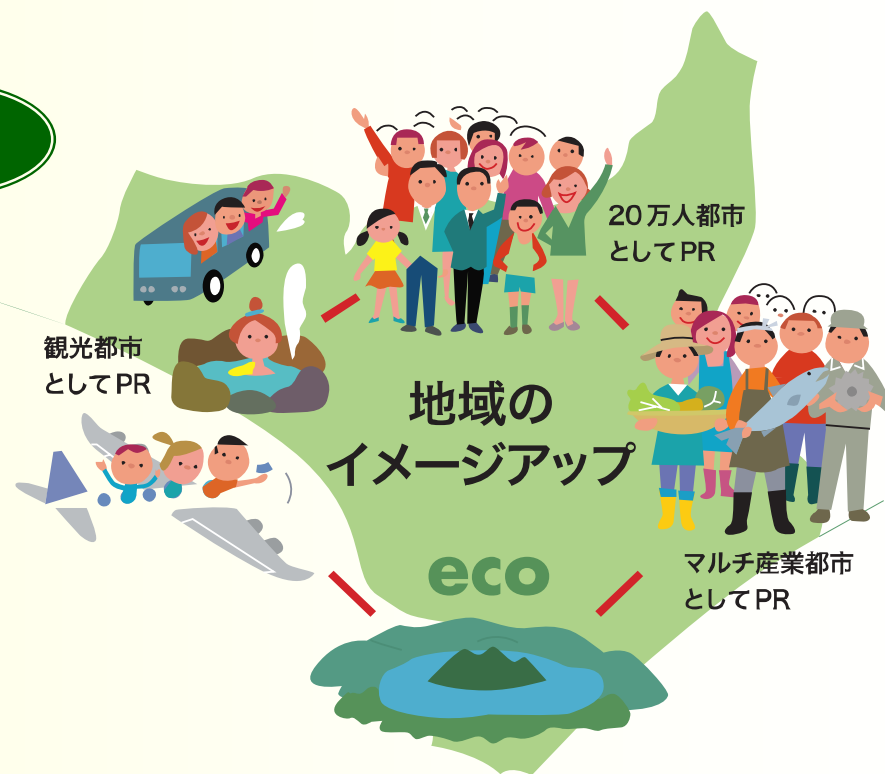 20万人都市
としてPR
観光都市
としてPR
地域の
イメージアップ
eco
マルチ産業都市
としてPR